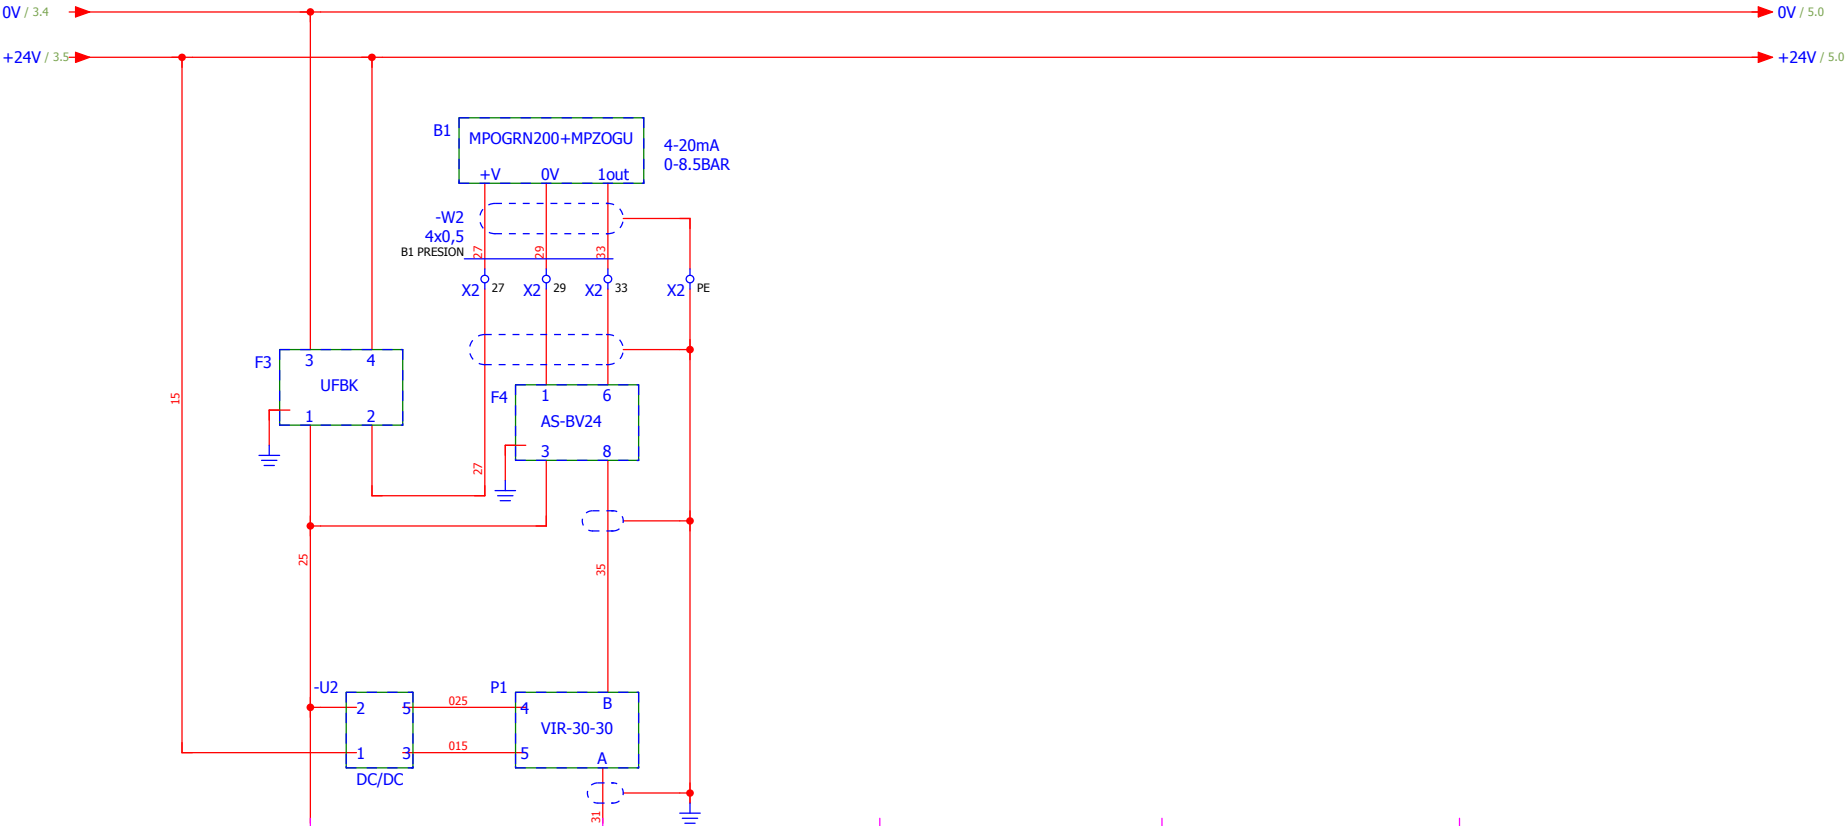 0V / 3.4
0V / 5.0
+24V / 3.5
+24V / 5.0
B1
MPOGRN200+MPZOGU
4-20mA
0-8.5BAR
+V 0V 1out
-W2
4x0,5
B1 PRESION
27 29 33
X2 27
X2 29
X2 33
X2 PE
F3
3 4
UFBK
1 2
15
F4
1 6
AS-BV24
3 8
27
25
35
-U2
2 5
1 3
DC/DC
025
015
P1
4 B
VIR-30-30
5 A
31